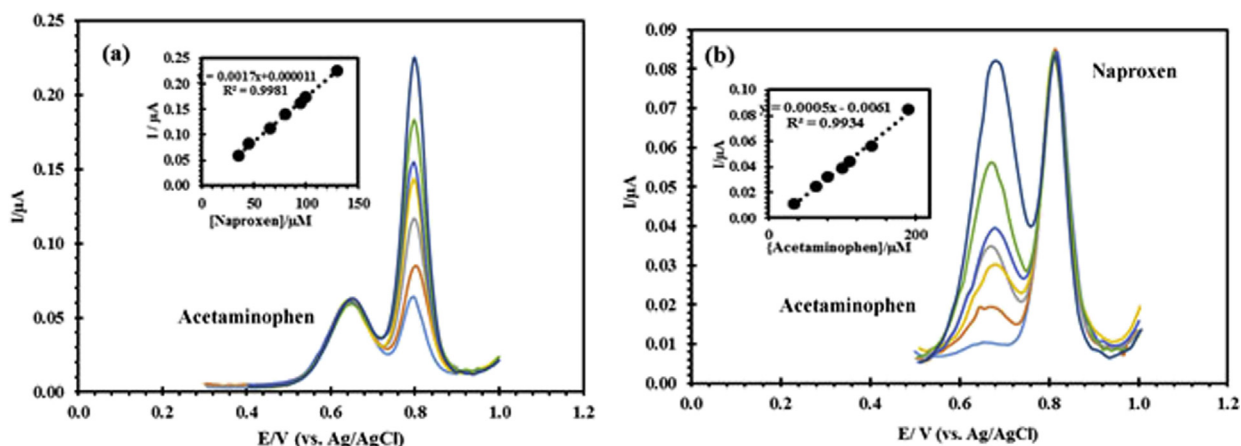 (a)
0.25
0.20
0.15
0.10
0.05
0.00
I/µA
0.0 0.2 0.4 0.6 0.8 1.0 1.2
E/V (vs. Ag/AgCl)
Acetaminophen
0.25
0.20
0.15
0.10
0.05
0.00
I / µA
= 0.0017x+0.000011
R² = 0.9981
0 50 100 150
[Naproxen]/µM
(b)
0.09
0.08
0.07
0.06
0.05
0.04
0.03
0.02
0.01
0.00
I/µA
0.0 0.2 0.4 0.6 0.8 1.0 1.2
E/ V (vs. Ag/AgCl)
Naproxen
Acetaminophen
0.10
0.08
0.06
0.04
0.02
0.00
I/µA
= 0.0005x - 0.0061
R² = 0.9934
0 200
[Acetaminophen]/µM